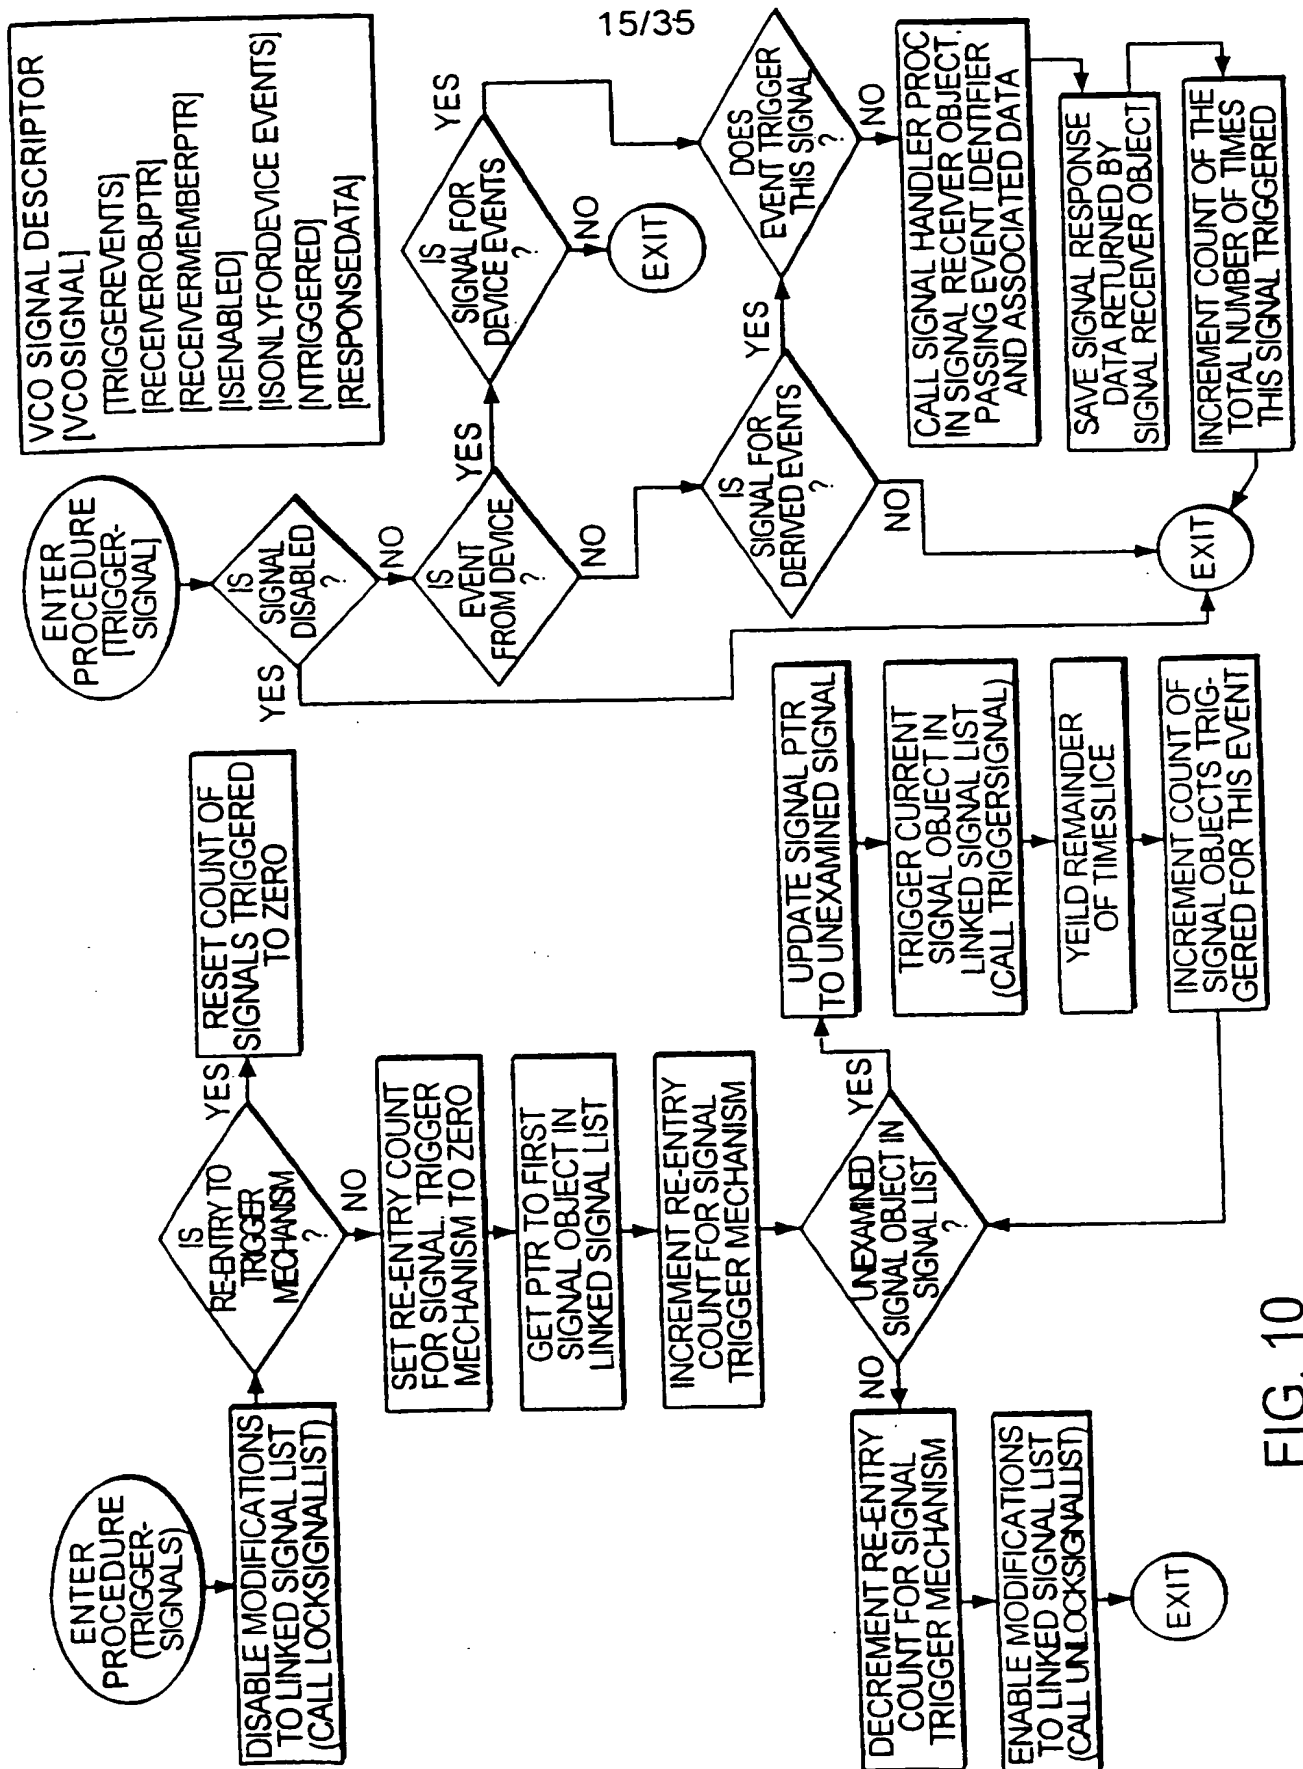 15/35
ENTER
PROCEDURE
(TRIGGER-
SIGNALS)
DISABLE MODIFICATIONS
TO LINKED SIGNAL LIST
(CALL LOCKSIGNALLIST)
IS
RE-ENTRY TO
TRIGGER
MECHANISM
?
YES
RESET COUNT OF
SIGNALS TRIGGERED
TO ZERO
NO
SET RE-ENTRY COUNT
FOR SIGNAL. TRIGGER
MECHANISM TO ZERO
GET PTR TO FIRST
SIGNAL OBJECT IN
LINKED SIGNAL LIST
INCREMENT RE-ENTRY
COUNT FOR SIGNAL
TRIGGER MECHANISM
UNEXAMINED
SIGNAL OBJECT IN
SIGNAL LIST
?
YES
UPDATE SIGNAL PTR
TO UNEXAMINED SIGNAL
TRIGGER CURRENT
SIGNAL OBJECT IN
LINKED SIGNAL LIST
(CALL TRIGGERSIGNAL)
YEILD REMAINDER
OF TIMESLICE
INCREMENT COUNT OF
SIGNAL OBJECTS TRIG-
GERED FOR THIS EVENT
NO
DECREMENT RE-ENTRY
COUNT FOR SIGNAL
TRIGGER MECHANISM
ENABLE MODIFICATIONS
TO LINKED SIGNAL LIST
(CALL UNLOCKSIGNALLIST)
EXIT
ENTER
PROCEDURE
[TRIGGER-
SIGNAL]
IS
SIGNAL
DISABLED
?
YES
NO
IS
EVENT
FROM DEVICE
?
YES
NO
IS
SIGNAL FOR
DEVICE EVENTS
?
YES
NO
EXIT
IS
SIGNAL FOR
DERIVED EVENTS
?
YES
NO
DOES
EVENT TRIGGER
THIS SIGNAL
?
NO
CALL SIGNAL HANDLER PROC
IN SIGNAL RECEIVER OBJECT,
PASSING EVENT IDENTIFIER
AND ASSOCIATED DATA
SAVE SIGNAL RESPONSE
DATA RETURNED BY
SIGNAL RECEIVER OBJECT
INCREMENT COUNT OF THE
TOTAL NUMBER OF TIMES
THIS SIGNAL TRIGGERED
EXIT
VCO SIGNAL DESCRIPTOR
[VCOSIGNAL]
[TRIGGEREVENTS]
[RECEIVEROBJPTR]
[RECEIVERMEMBERPTR]
[ISENABLED]
[ISONLYFORDEVICE EVENTS]
[NTRIGGERED]
[RESPONSEDATA]
FIG. 10